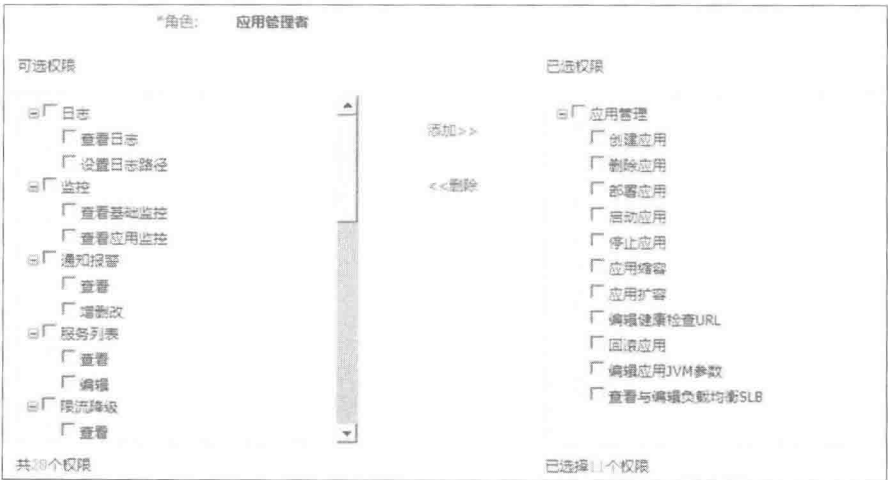 *角色: 应用管理者
可选权限
日志
查看日志
设置日志路径
监控
查看基础监控
查看应用监控
通知报警
查看
增删改
服务列表
查看
编辑
限流降级
查看
共28个权限
添加>>
<<删除
已选权限
应用管理
创建应用
删除应用
部署应用
启动应用
停止应用
应用缩容
应用扩容
编辑健康检查URL
回滚应用
编辑应用JVM参数
查看与编辑负载均衡SLB
已选择11个权限